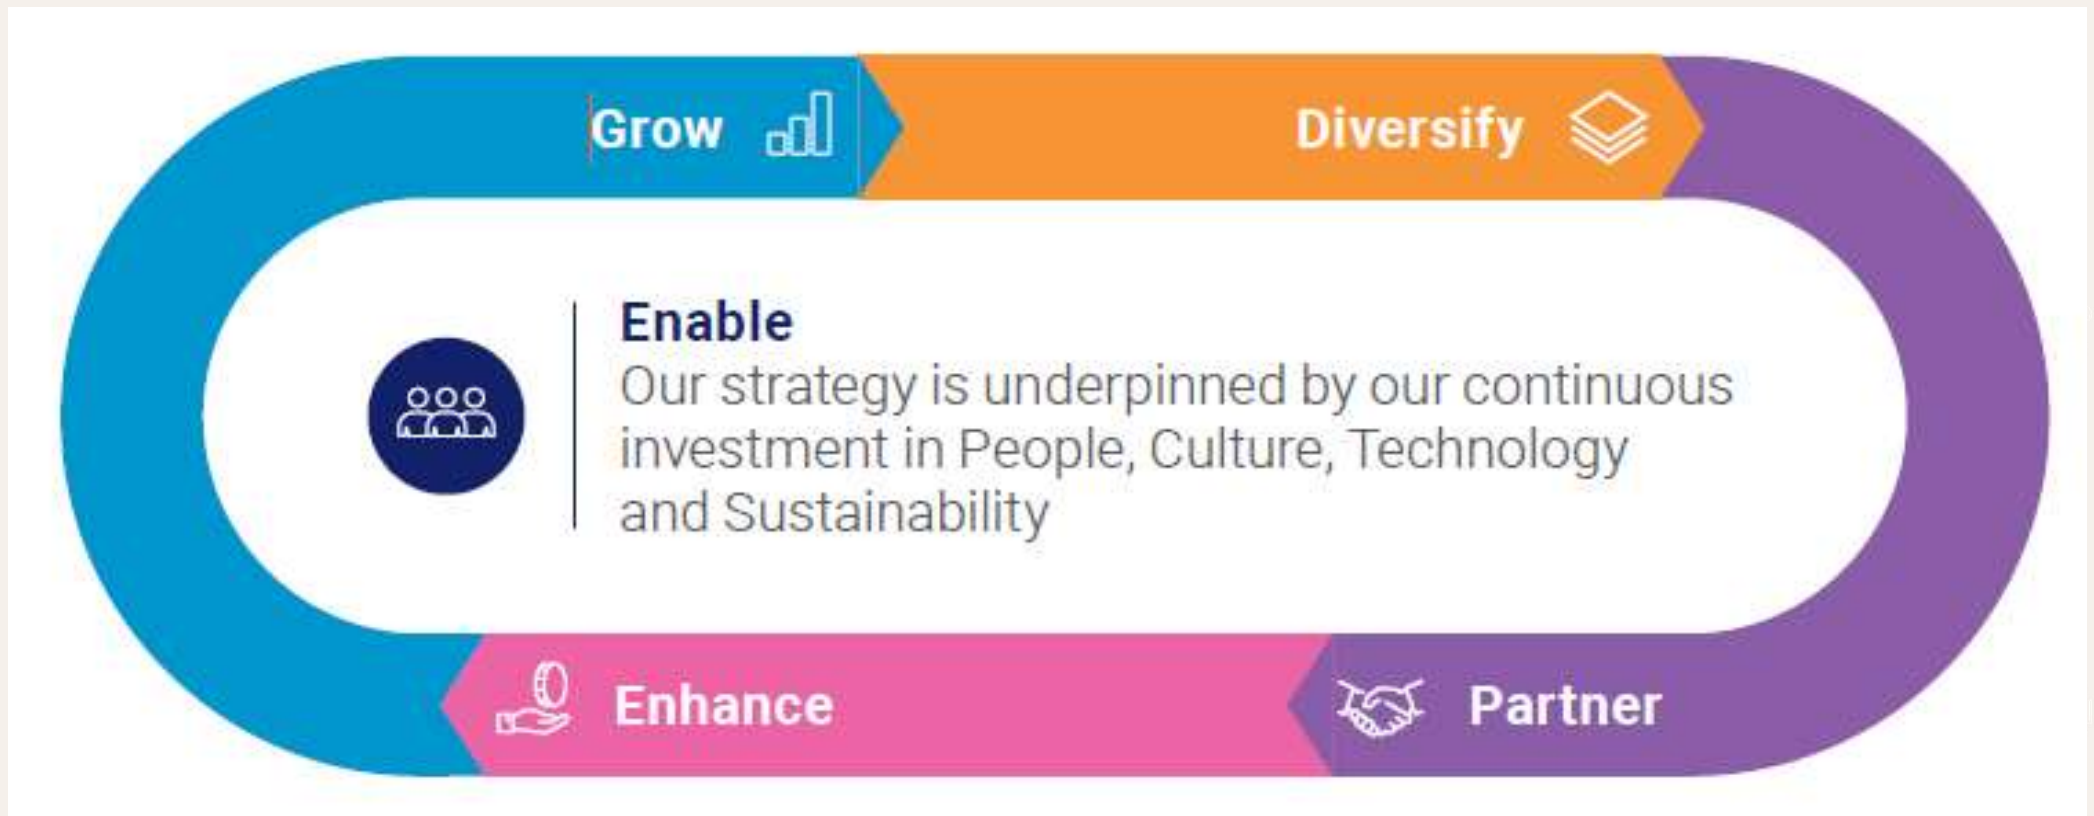 Grow
Diversify
Enable
Our strategy is underpinned by our continuous
investment in People, Culture, Technology
and Sustainability
Enhance
Partner